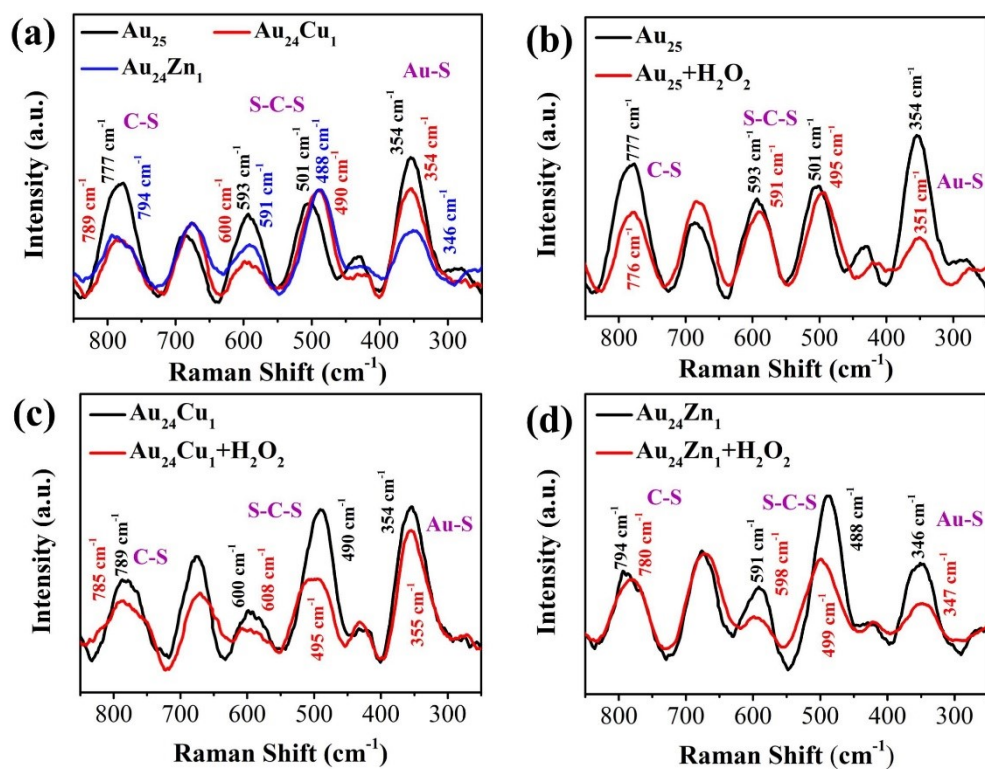 (a)
Au₂₅
Au₂₄Cu₁
Au₂₄Zn₁
Au-S
C-S
S-C-S
789 cm⁻¹
777 cm⁻¹
794 cm⁻¹
600 cm⁻¹
593 cm⁻¹
591 cm⁻¹
501 cm⁻¹
488 cm⁻¹
490 cm⁻¹
354 cm⁻¹
354 cm⁻¹
346 cm⁻¹
Intensity (a.u.)
800 700 600 500 400 300
Raman Shift (cm⁻¹)
(b)
Au₂₅
Au₂₅+H₂O₂
C-S
S-C-S
Au-S
777 cm⁻¹
776 cm⁻¹
593 cm⁻¹
591 cm⁻¹
501 cm⁻¹
495 cm⁻¹
354 cm⁻¹
351 cm⁻¹
Intensity (a.u.)
800 700 600 500 400 300
Raman Shift (cm⁻¹)
(c)
Au₂₄Cu₁
Au₂₄Cu₁+H₂O₂
C-S
S-C-S
Au-S
785 cm⁻¹
789 cm⁻¹
600 cm⁻¹
608 cm⁻¹
495 cm⁻¹
490 cm⁻¹
354 cm⁻¹
355 cm⁻¹
Intensity (a.u.)
800 700 600 500 400 300
Raman Shift (cm⁻¹)
(d)
Au₂₄Zn₁
Au₂₄Zn₁+H₂O₂
C-S
S-C-S
Au-S
794 cm⁻¹
780 cm⁻¹
591 cm⁻¹
598 cm⁻¹
499 cm⁻¹
488 cm⁻¹
346 cm⁻¹
347 cm⁻¹
Intensity (a.u.)
800 700 600 500 400 300
Raman Shift (cm⁻¹)